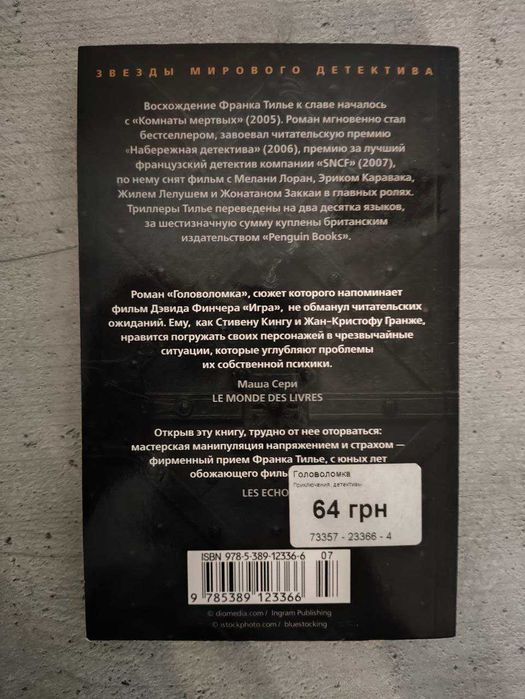 ЗВЕЗДЫ МИРОВОГО ДЕТЕКТИВА
Восхождение Франка Тилье к славе началось
с «Комнаты мертвых» (2005). Роман мгновенно стал
бестселлером, завоевал читательскую премию
«Набережная детектива» (2006), премию за лучший
французский детектив компании «SNCF» (2007),
по нему снят фильм с Мелани Лоран, Эриком Каравака,
Жилем Лелушем и Жонатаном Заккаи в главных ролях.
Триллеры Тилье переведены на два десятка языков,
за шестизначную сумму куплены британским
издательством «Penguin Books».
Роман «Головоломка», сюжет которого напоминает
фильм Дэвида Финчера «Игра», не обманул читательских
ожиданий. Ему, как Стивену Кингу и Жан-Кристофу Гранже,
нравится погружать своих персонажей в чрезвычайные
ситуации, которые углубляют проблемы
их собственной психики.
Маша Сери
LE MONDE DES LIVRES
Открыв эту книгу, трудно от нее оторваться:
мастерская манипуляция напряжением и страхом —
фирменный прием Франка Тилье, с юных лет
обожающего
LES ECHO
Головоломка
Приключения, детективы
64 грн
73357 - 23366 - 4
ISBN 978-5-389-12336-6
07
9 785389 123366
© diomedia.com / Ingram Publishing
© istockphoto.com / bluestocking